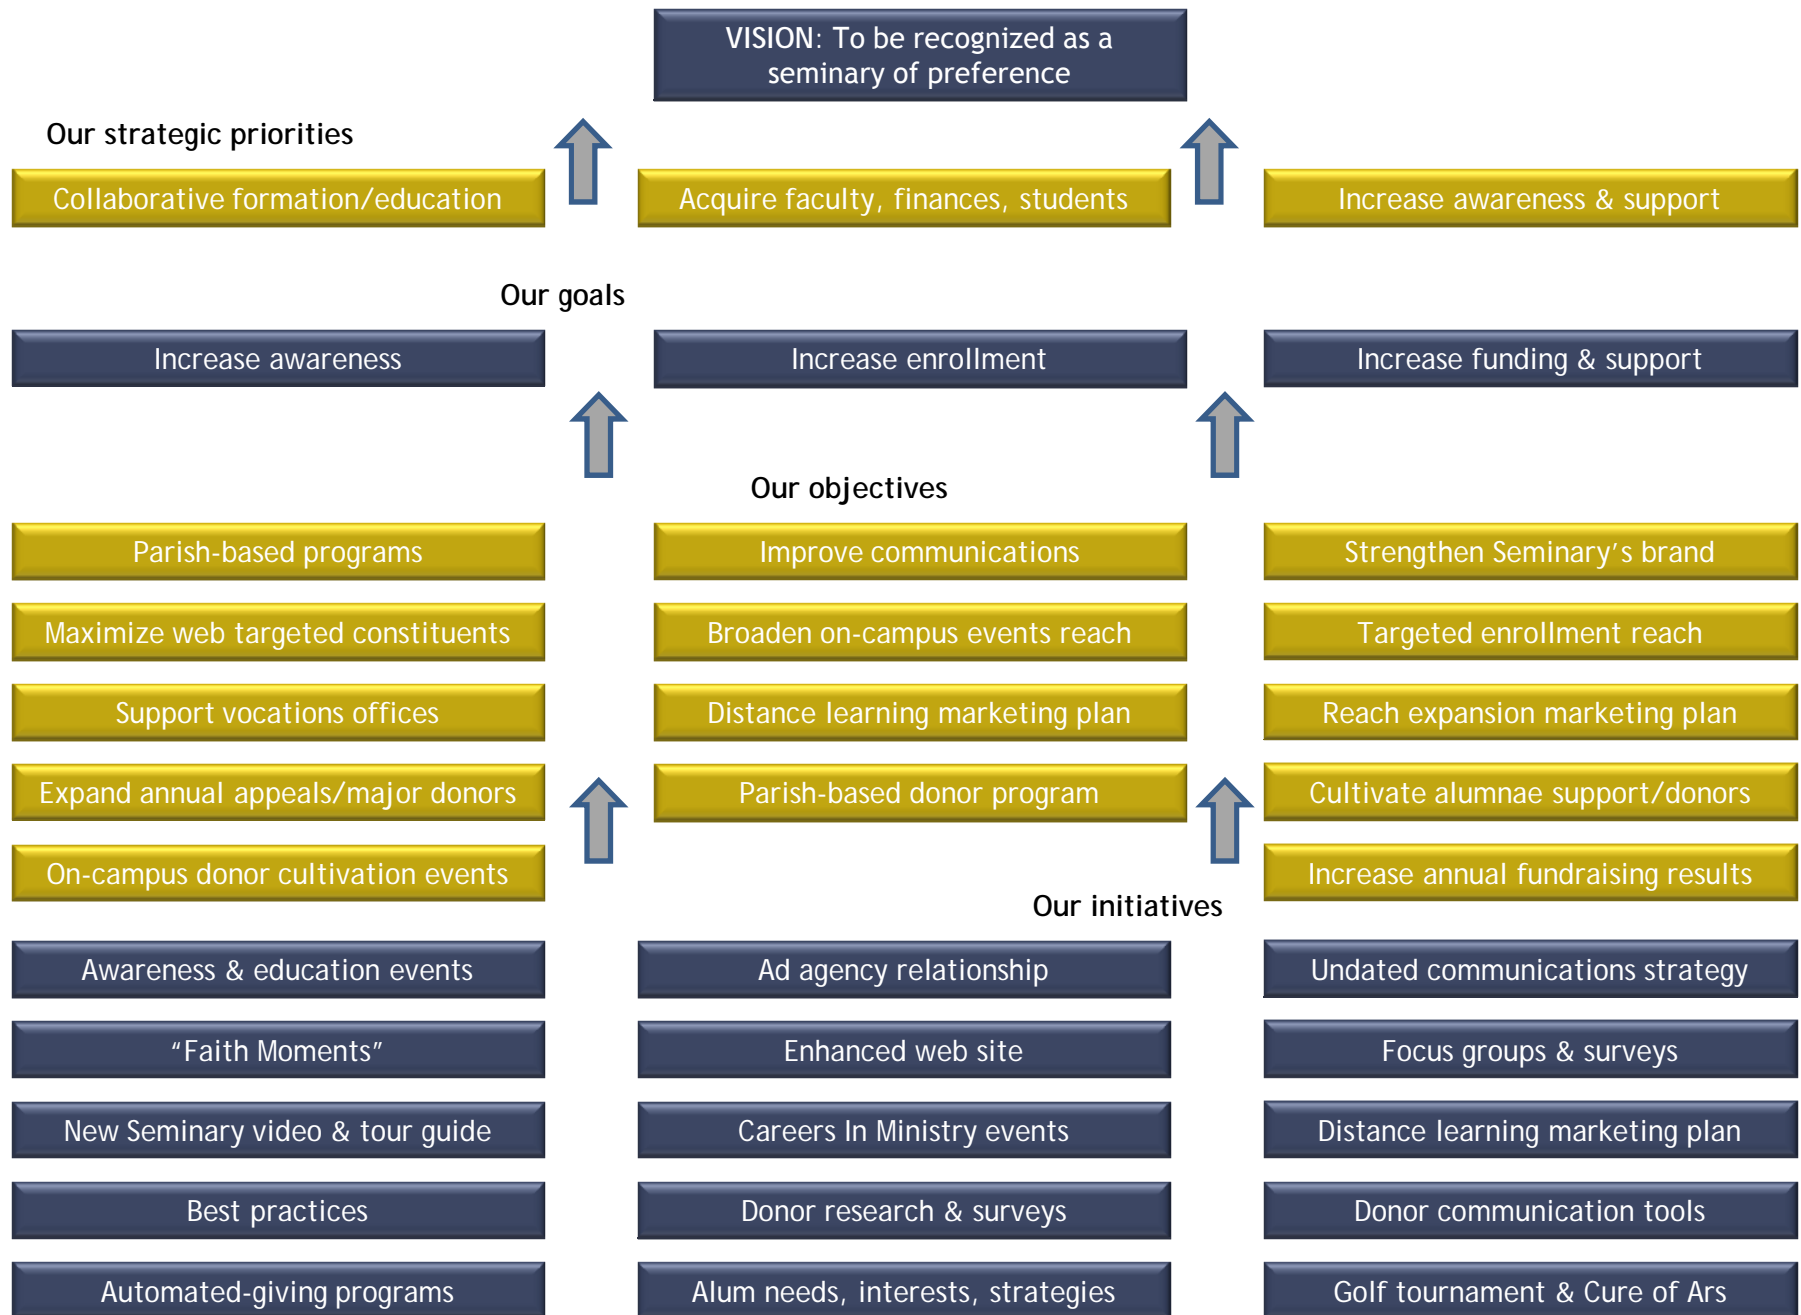 VISION: To be recognized as a
seminary of preference
Our strategic priorities
Collaborative formation/education
Acquire faculty, finances, students
Increase awareness & support
Our goals
Increase awareness
Increase enrollment
Increase funding & support
Our objectives
Parish-based programs
Improve communications
Strengthen Seminary’s brand
Maximize web targeted constituents
Broaden on-campus events reach
Targeted enrollment reach
Support vocations offices
Distance learning marketing plan
Reach expansion marketing plan
Expand annual appeals/major donors
Parish-based donor program
Cultivate alumnae support/donors
On-campus donor cultivation events
Increase annual fundraising results
Our initiatives
Awareness & education events
Ad agency relationship
Undated communications strategy
“Faith Moments”
Enhanced web site
Focus groups & surveys
New Seminary video & tour guide
Careers In Ministry events
Distance learning marketing plan
Best practices
Donor research & surveys
Donor communication tools
Automated-giving programs
Alum needs, interests, strategies
Golf tournament & Cure of Ars